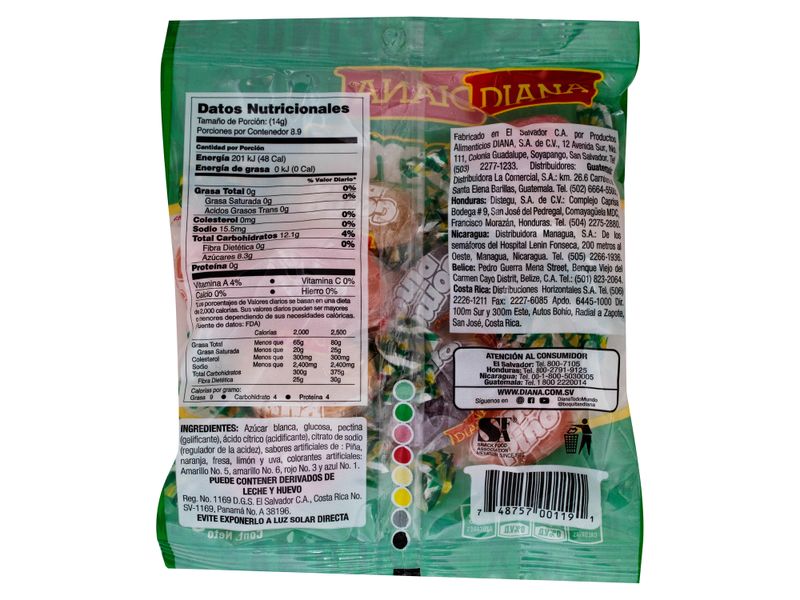 DIANA
DIANA
Datos Nutricionales
Tamaño de Porción: (14g)
Porciones por Contenedor 8.9
Cantidad por Porción
Energía 201 kJ (48 Cal)
Energía de grasa 0 kJ (0 Cal)
% Valor Diario*
Grasa Total 0g 0%
Grasa Saturada 0g 0%
Ácidos Grasos Trans 0g
Colesterol 0mg 0%
Sodio 15.5mg 0%
Total Carbohidratos 12.1g 4%
Fibra Dietética 0g 0%
Azúcares 8.3g
Proteína 0g
Vitamina A 4% • Vitamina C 0%
Calcio 0% • Hierro 0%
*Los porcentajes de Valores diarios se basan en una dieta
de 2,000 calorías. Sus valores diarios pueden ser mayores
o menores dependiendo de sus necesidades calóricas.
(Fuente de datos: FDA)
Calorías 2,000 2,500
Grasa Total Menos que 65g 80g
Grasa Saturada Menos que 20g 25g
Colesterol Menos que 300mg 300mg
Sodio Menos que 2,400mg 2,400mg
Total Carbohidratos 300g 375g
Fibra Dietética 25g 30g
Calorías por gramo:
Grasa 9 • Carbohidrato 4 • Proteína 4
INGREDIENTES: Azúcar blanca, glucosa, pectina
(gelificante), ácido cítrico (acidificante), citrato de sodio
(regulador de la acidez), sabores artificiales de : Piña,
naranja, fresa, limón y uva, colorantes artificiales:
Amarillo No. 5, amarillo No. 6, rojo No. 3 y azul No. 1.
PUEDE CONTENER DERIVADOS DE
LECHE Y HUEVO
Reg. No. 1169 D.G.S. El Salvador C.A., Costa Rica No.
SV-1169, Panamá No. A 38196.
EVITE EXPONERLO A LUZ SOLAR DIRECTA
Cont. Neto
Fabricado en El Salvador C.A. por Productos
Alimenticios DIANA, S.A. de C.V., 12 Avenida Sur, No.
111, Colonia Guadalupe, Soyapango, San Salvador, Tel
(503) 2277-1233. Distribuidores: Guatemala:
Distribuidora La Comercial, S.A.: km. 26.6 Carretera
Santa Elena Barillas, Guatemala. Tel. (502) 6664-5500
Honduras: Distegu, S.A. de C.V.: Complejo Caprisa
Bodega # 9, San José del Pedregal, Comayagüela MDC,
Francisco Morazán, Honduras. Tel. (504) 2275-2880.
Nicaragua: Distribuidora Managua, S.A.: De los
semáforos del Hospital Lenin Fonseca, 200 metros al
Oeste, Managua, Nicaragua. Tel. (505) 2266-1936.
Belice: Pedro Guerra Mena Street, Benque Viejo del
Carmen Cayo Distrit, Belize, C.A. Tel.: (501) 823-2064.
Costa Rica: Distribuciones Horizontales S.A. Tel. (506)
2226-1211 Fax: 2227-6085 Apdo. 6445-1000 Dir.
100m Sur y 300m Este, Autos Bohío, Radial a Zapote,
San José, Costa Rica.
ATENCIÓN AL CONSUMIDOR
El Salvador: Tel. 800-7105
Honduras: Tel. 800-2791-9125
Nicaragua: Tel. 00-1-800-5030005
Guatemala: Tel. 1 800 2220014
WWW.DIANA.COM.SV
Síguenos en DianaTodoMundo
@boquitasdiana
SF
SNACK FOOD
ASSOCIATION
MEMBER SINCE
DIANA
7 48757 00119 1